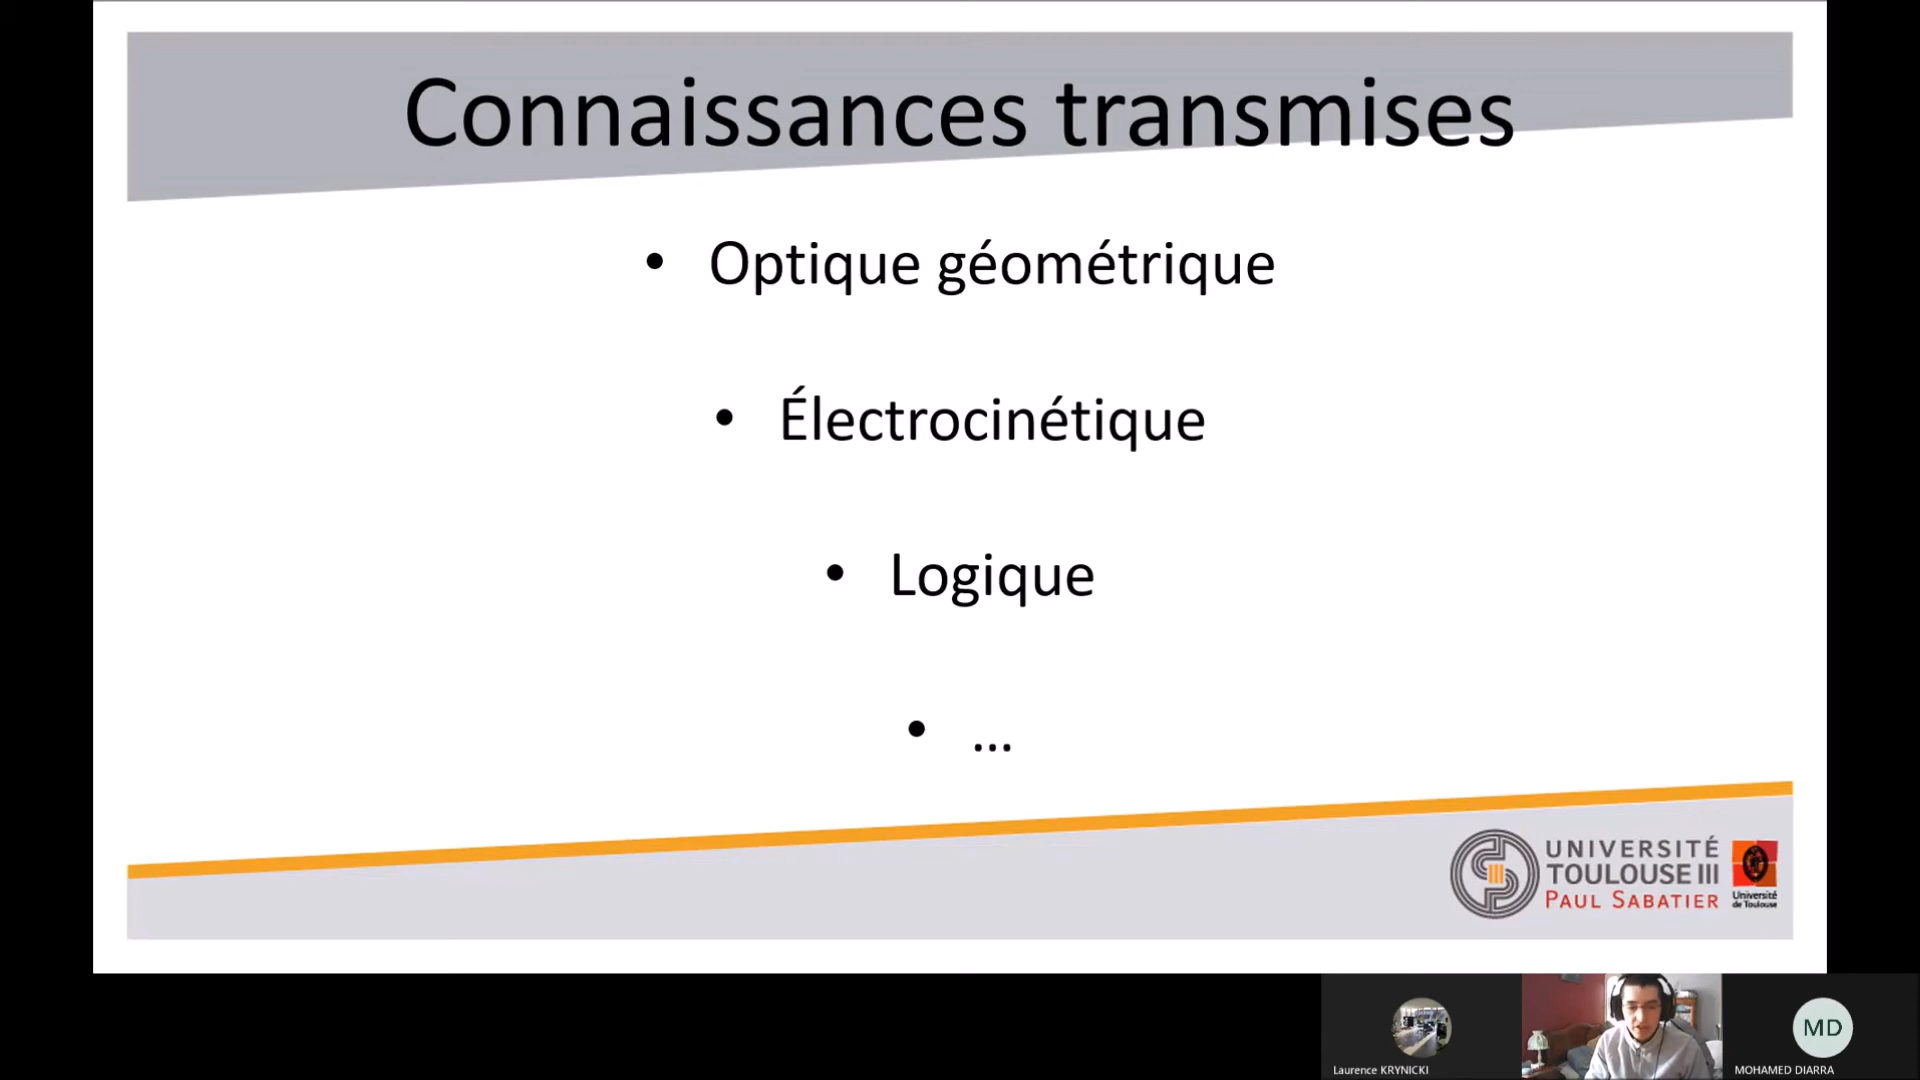 Connaissances transmises
• Optique géométrique
• Électrocinétique
• Logique
• ...
UNIVERSITÉ
TOULOUSE III
PAUL SABATIER
Université
de Toulouse
Laurence KRYNICKI
MD
MOHAMED DIARRA